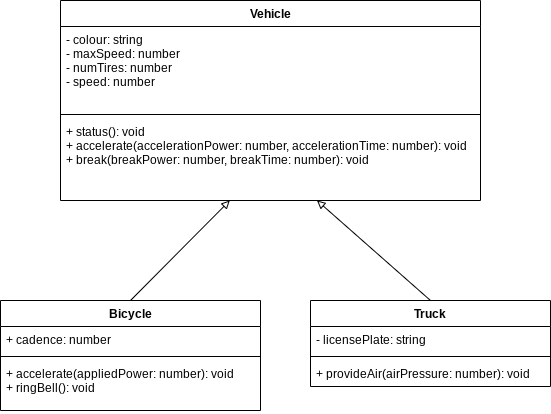 Vehicle
- colour: string
- maxSpeed: number
- numTires: number
- speed: number
+ status(): void
+ accelerate(accelerationPower: number, accelerationTime: number): void
+ break(breakPower: number, breakTime: number): void
Bicycle
+ cadence: number
+ accelerate(appliedPower: number): void
+ ringBell(): void
Truck
- licensePlate: string
+ provideAir(airPressure: number): void